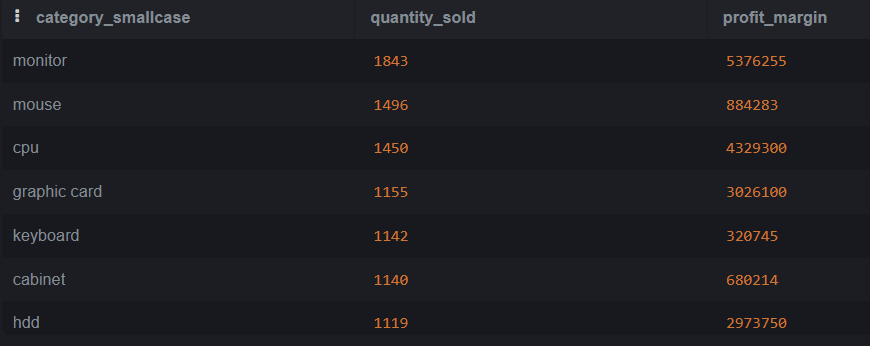 category_smallcase quantity_sold profit_margin
monitor 1843 5376255
mouse 1496 884283
cpu 1450 4329300
graphic card 1155 3026100
keyboard 1142 320745
cabinet 1140 680214
hdd 1119 2973750